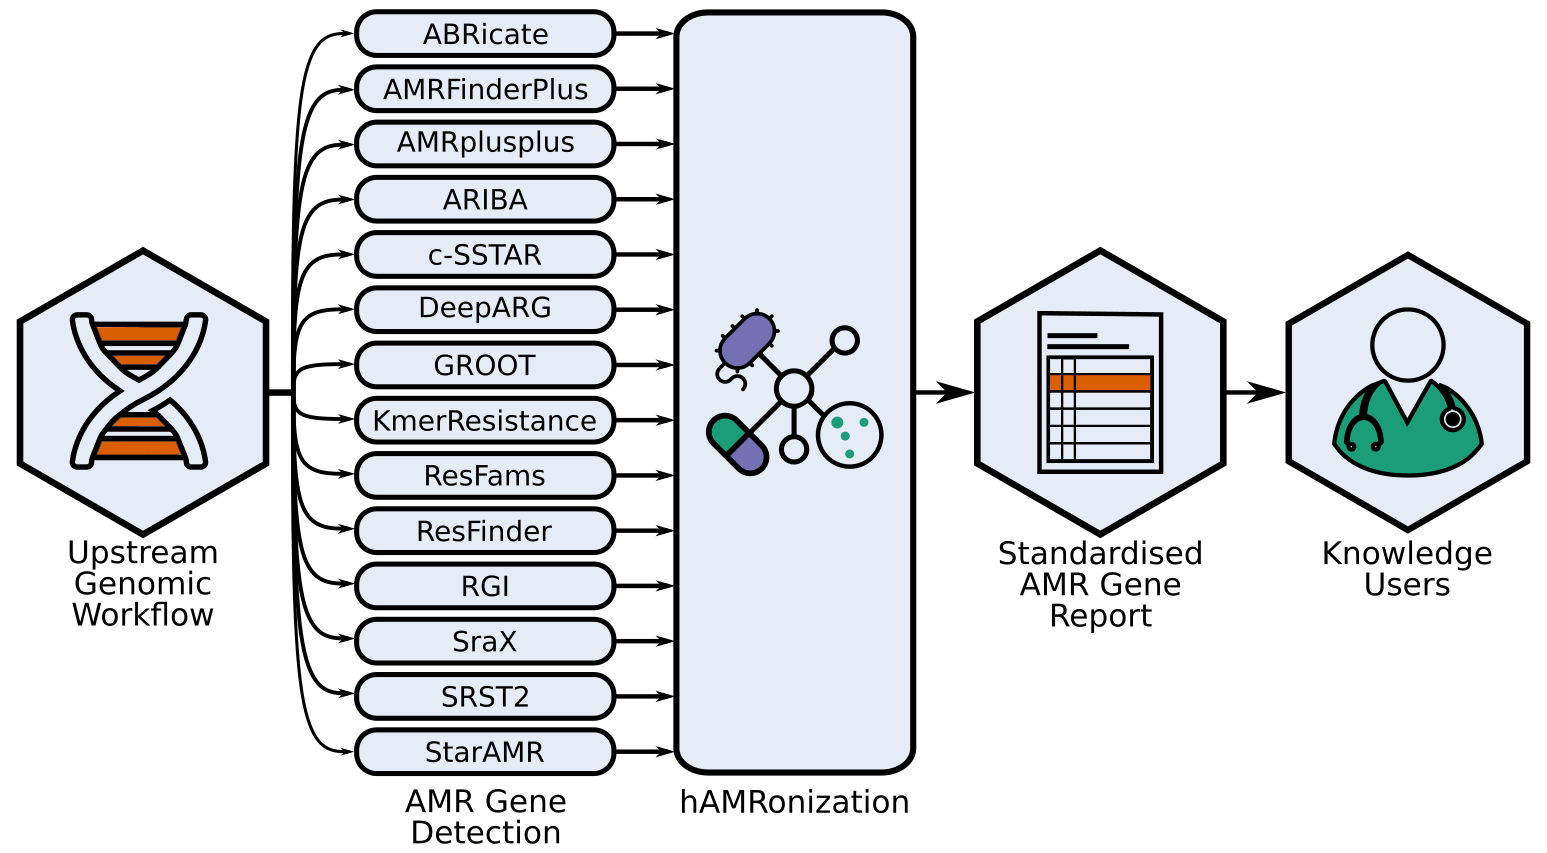 ABRicate
AMRFinderPlus
AMRplusplus
ARIBA
c-SSTAR
DeepARG
GROOT
KmerResistance
ResFams
ResFinder
RGI
SraX
SRST2
StarAMR
Upstream
Genomic
Workflow
AMR Gene
Detection
hAMRonization
Standardised
AMR Gene
Report
Knowledge
Users